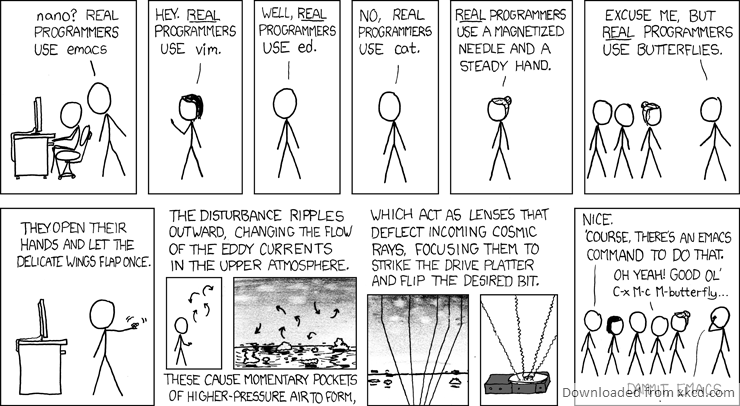 nano? REAL
PROGRAMMERS
USE emacs
HEY. REAL
PROGRAMMERS
USE vim.
WELL, REAL
PROGRAMMERS
USE ed.
NO, REAL
PROGRAMMERS
USE cat.
REAL PROGRAMMERS
USE A MAGNETIZED
NEEDLE AND A
STEADY HAND.
EXCUSE ME, BUT
REAL PROGRAMMERS
USE BUTTERFLIES.
THEY OPEN THEIR
HANDS AND LET THE
DELICATE WINGS FLAP ONCE.
THE DISTURBANCE RIPPLES
OUTWARD, CHANGING THE FLOW
OF THE EDDY CURRENTS
IN THE UPPER ATMOSPHERE.
THESE CAUSE MOMENTARY POCKETS
OF HIGHER-PRESSURE AIR TO FORM,
WHICH ACT AS LENSES THAT
DEFLECT INCOMING COSMIC
RAYS, FOCUSING THEM TO
STRIKE THE DRIVE PLATTER
AND FLIP THE DESIRED BIT.
NICE.
'COURSE, THERE'S AN EMACS
COMMAND TO DO THAT.
OH YEAH! GOOD OL'
C-x M-c M-butterfly...
DAMMIT, EMACS.
Downloaded from xkcd.com